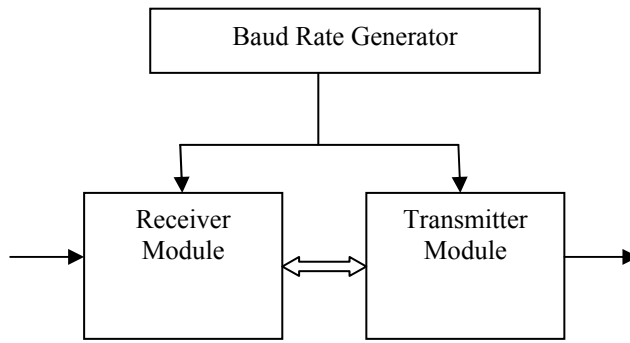 Baud Rate Generator
Receiver
Module
Transmitter
Module